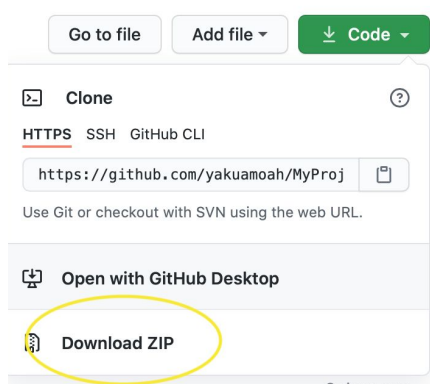 Go to file Add file Code
Clone
HTTPS SSH GitHub CLI
https://github.com/yakuamoah/MyProj
Use Git or checkout with SVN using the web URL.
Open with GitHub Desktop
Download ZIP